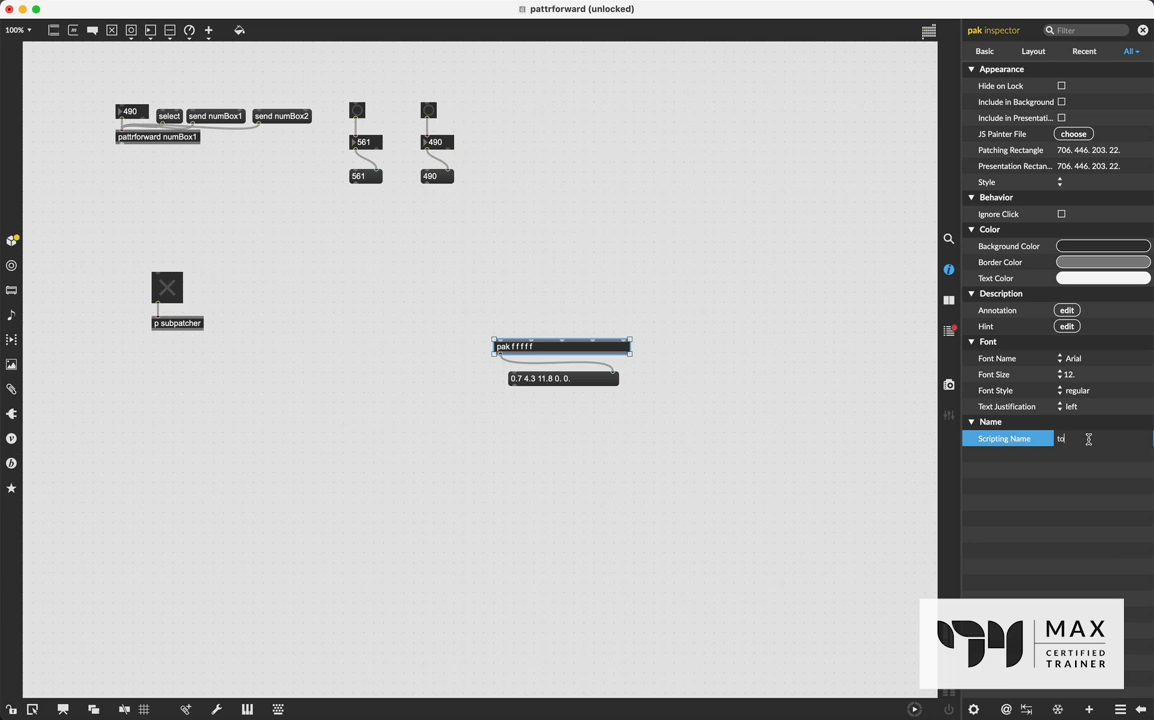 pattrforward (unlocked)
100%
pak inspector
Filter
Basic Layout Recent All
Appearance
Hide on Lock
Include in Background
Include in Presentati...
JS Painter File choose
Patching Rectangle 706. 446. 203. 22.
Presentation Rectan... 706. 446. 203. 22.
Style
Behavior
Ignore Click
Color
Background Color
Border Color
Text Color
Description
Annotation edit
Hint edit
Font
Font Name Arial
Font Size 12.
Font Style regular
Text Justification left
Name
Scripting Name to
490 select send numBox1 send numBox2
pattrforward numBox1
561 490
561 490
p subpatcher
pak f f f f f
0.7 4.3 11.8 0. 0.
MAX
CERTIFIED
TRAINER